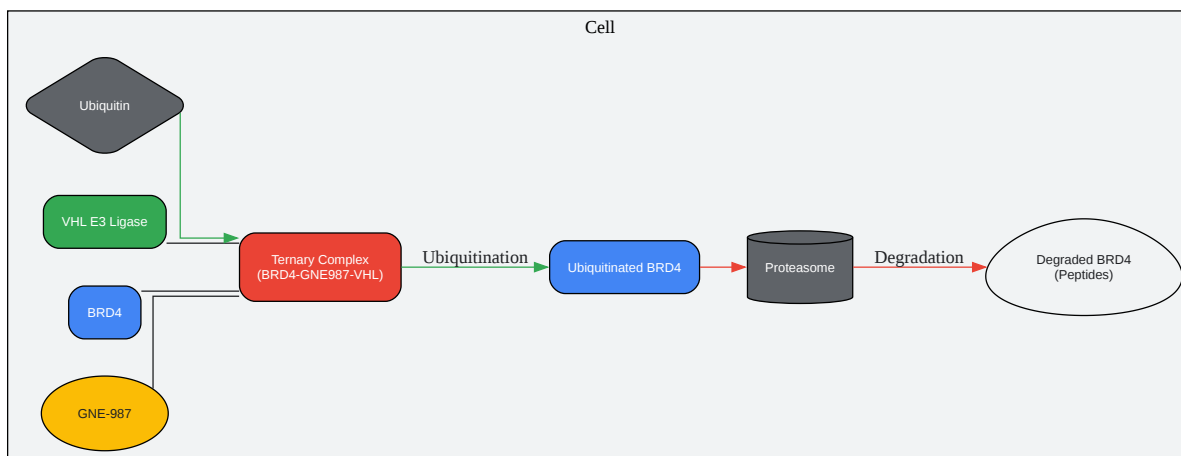 Cell
Ubiquitin
VHL E3 Ligase
BRD4
GNE-987
Ternary Complex
(BRD4-GNE987-VHL)
Ubiquitination
Ubiquitinated BRD4
Proteasome
Degradation
Degraded BRD4
(Peptides)